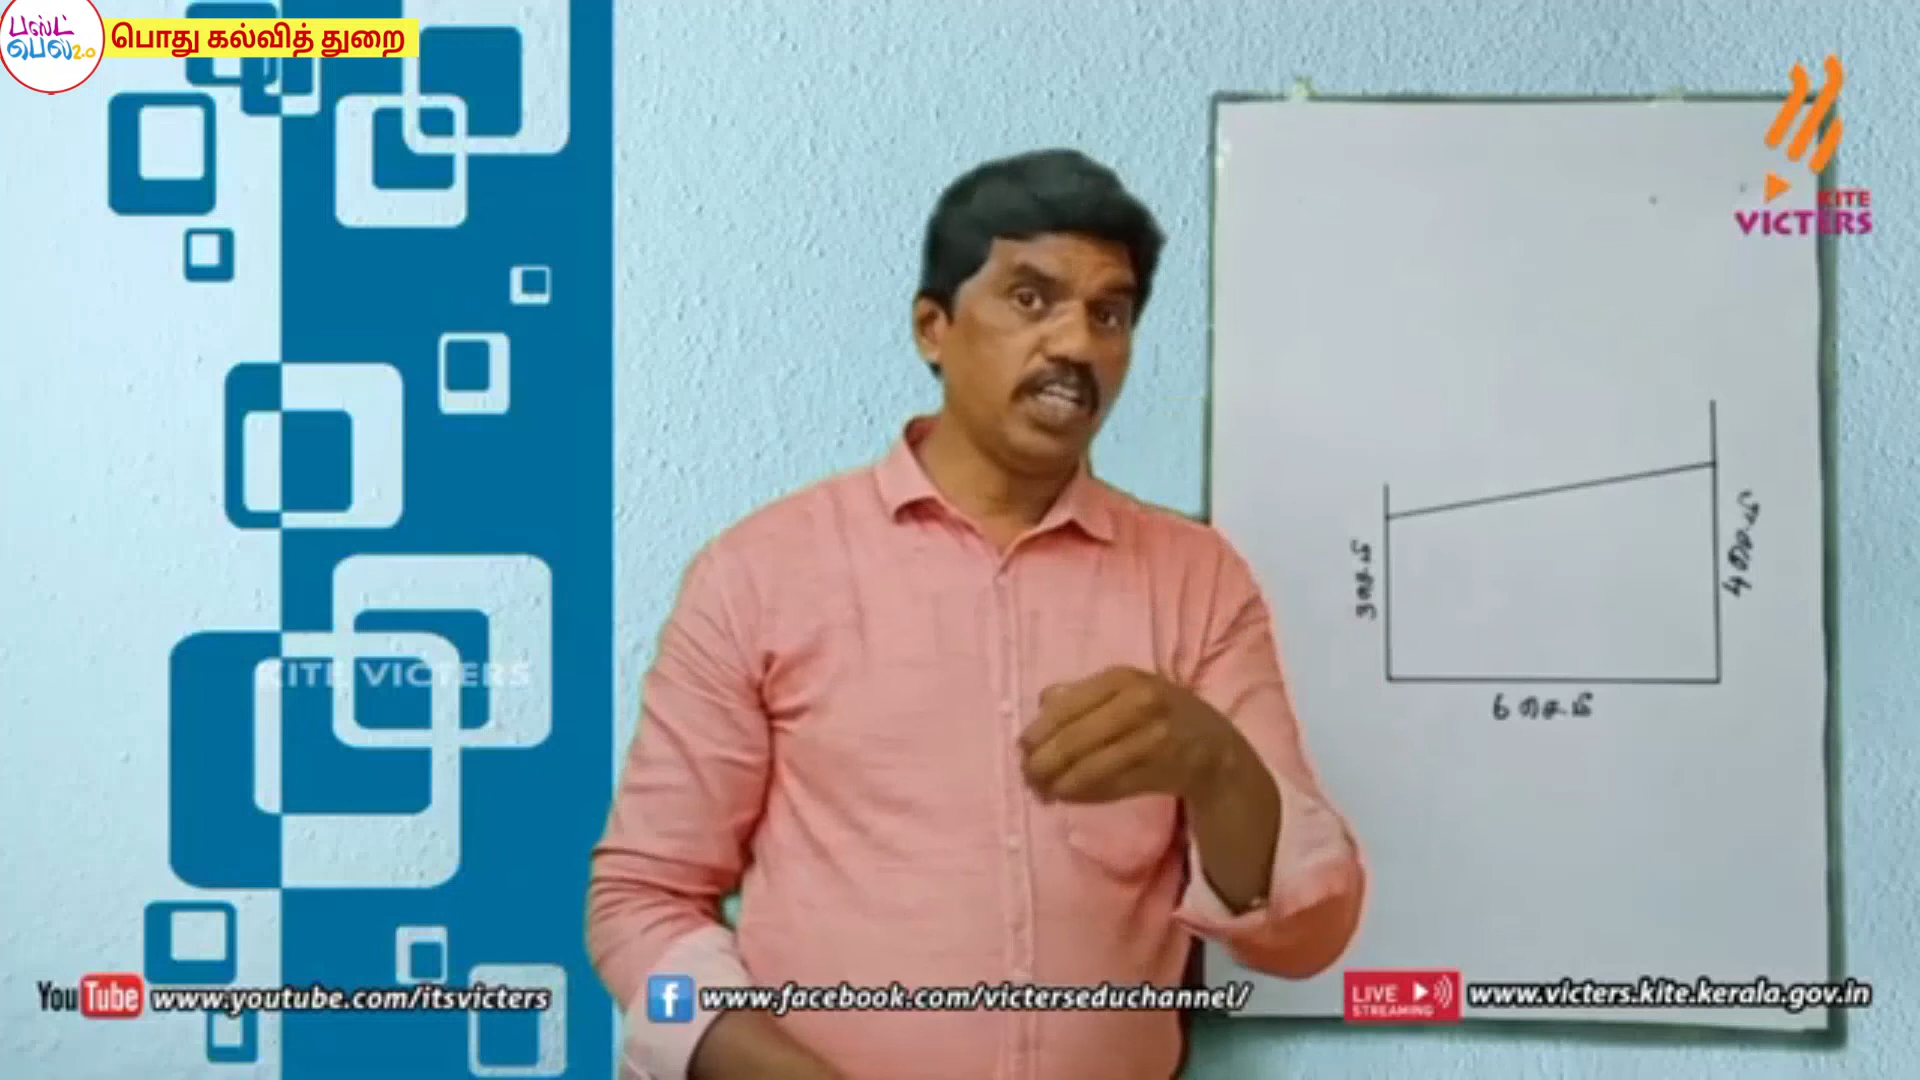 பஸ்ட்
பெல் 2.0
பொது கல்வித் துறை
KITE
VICTERS
3 செ.மீ
4 செ.மீ
6 செ.மீ
KITE VICTERS
You Tube www.youtube.com/itsvicters
f www.facebook.com/victerseduchannel/
LIVE
STREAMING
www.victers.kite.kerala.gov.in